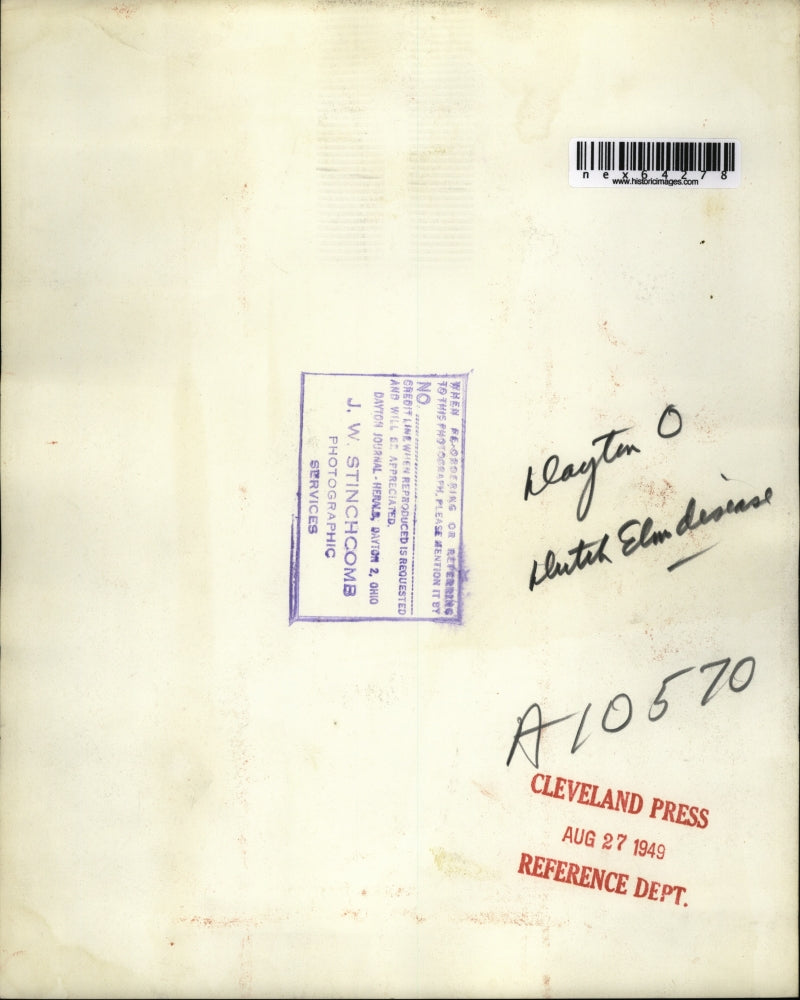 nex64278
www.historicimages.com
WHEN RE-ORDERING OR REFERRING
TO THIS PHOTOGRAPH, PLEASE MENTION IT BY
NO.
CREDIT LINE WHEN REPRODUCED IS REQUESTED
AND WILL BE APPRECIATED.
DAYTON JOURNAL-HERALD, DAYTON 2, OHIO
J. W. STINCHCOMB
PHOTOGRAPHIC
SERVICES
Dayton O
Dutch Elm disease
A10570
CLEVELAND PRESS
AUG 27 1949
REFERENCE DEPT.